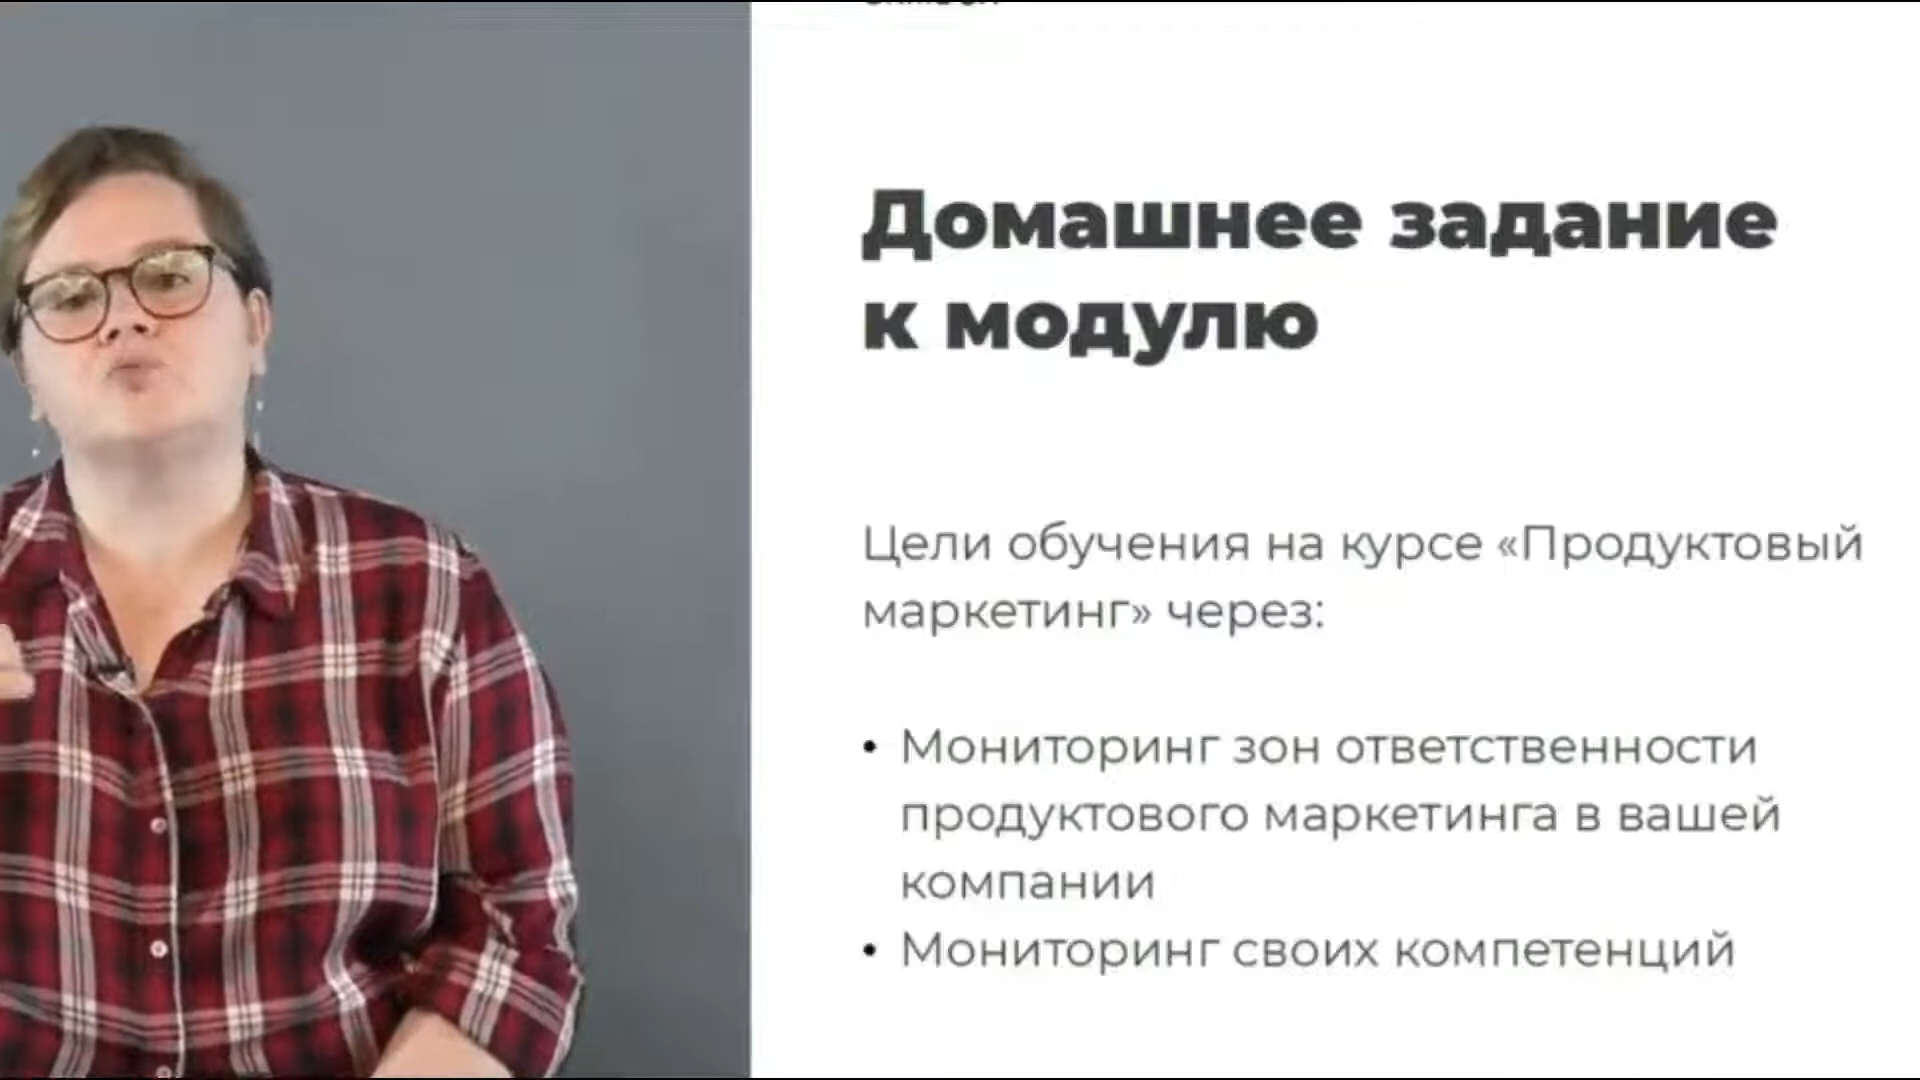 Домашнее задание
к модулю
Цели обучения на курсе «Продуктовый
маркетинг» через:
• Мониторинг зон ответственности
продуктового маркетинга в вашей
компании
• Мониторинг своих компетенций